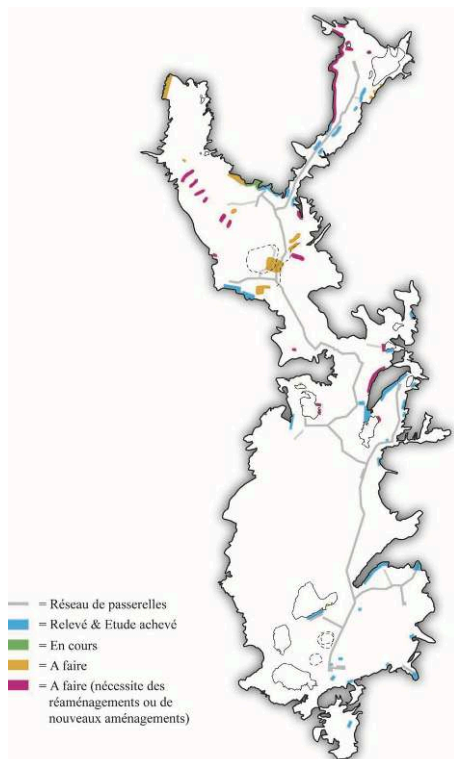 = Réseau de passerelles
= Relevé & Etude achevé
= En cours
= A faire
= A faire (nécessite des
réaménagements ou de
nouveaux aménagements)